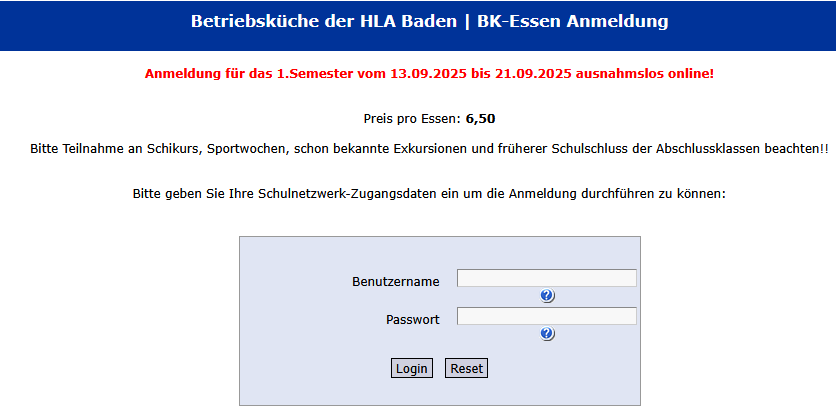 Betriebsküche der HLA Baden | BK-Essen Anmeldung
Anmeldung für das 1.Semester vom 13.09.2025 bis 21.09.2025 ausnahmslos online!
Preis pro Essen: 6,50
Bitte Teilnahme an Schikurs, Sportwochen, schon bekannte Exkursionen und früherer Schulschluss der Abschlussklassen beachten!!
Bitte geben Sie Ihre Schulnetzwerk-Zugangsdaten ein um die Anmeldung durchführen zu können:
Benutzername
?
Passwort
?
Login Reset